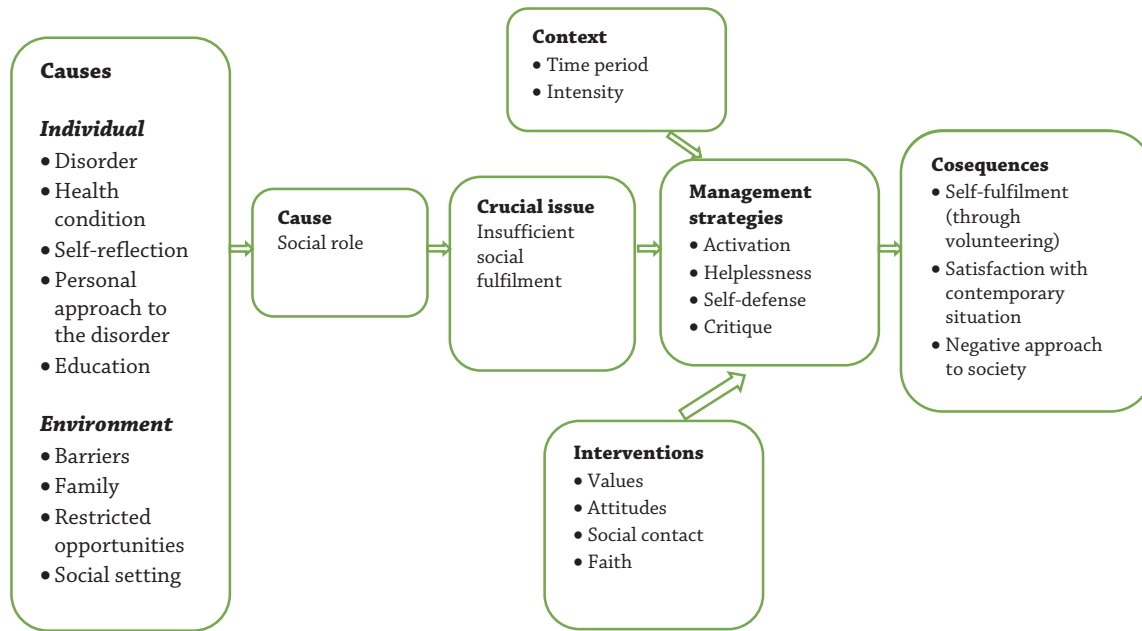 Causes
Individual
• Disorder
• Health
condition
• Self-reflection
• Personal
approach to
the disorder
• Education
Environment
• Barriers
• Family
• Restricted
opportunities
• Social setting
Cause
Social role
Crucial issue
Insufficient
social
fulfilment
Context
• Time period
• Intensity
Management
strategies
• Activation
• Helplessness
• Self-defense
• Critique
Interventions
• Values
• Attitudes
• Social contact
• Faith
Cosequences
• Self-fulfilment
(through
volunteering)
• Satisfaction with
contemporary
situation
• Negative approach
to society